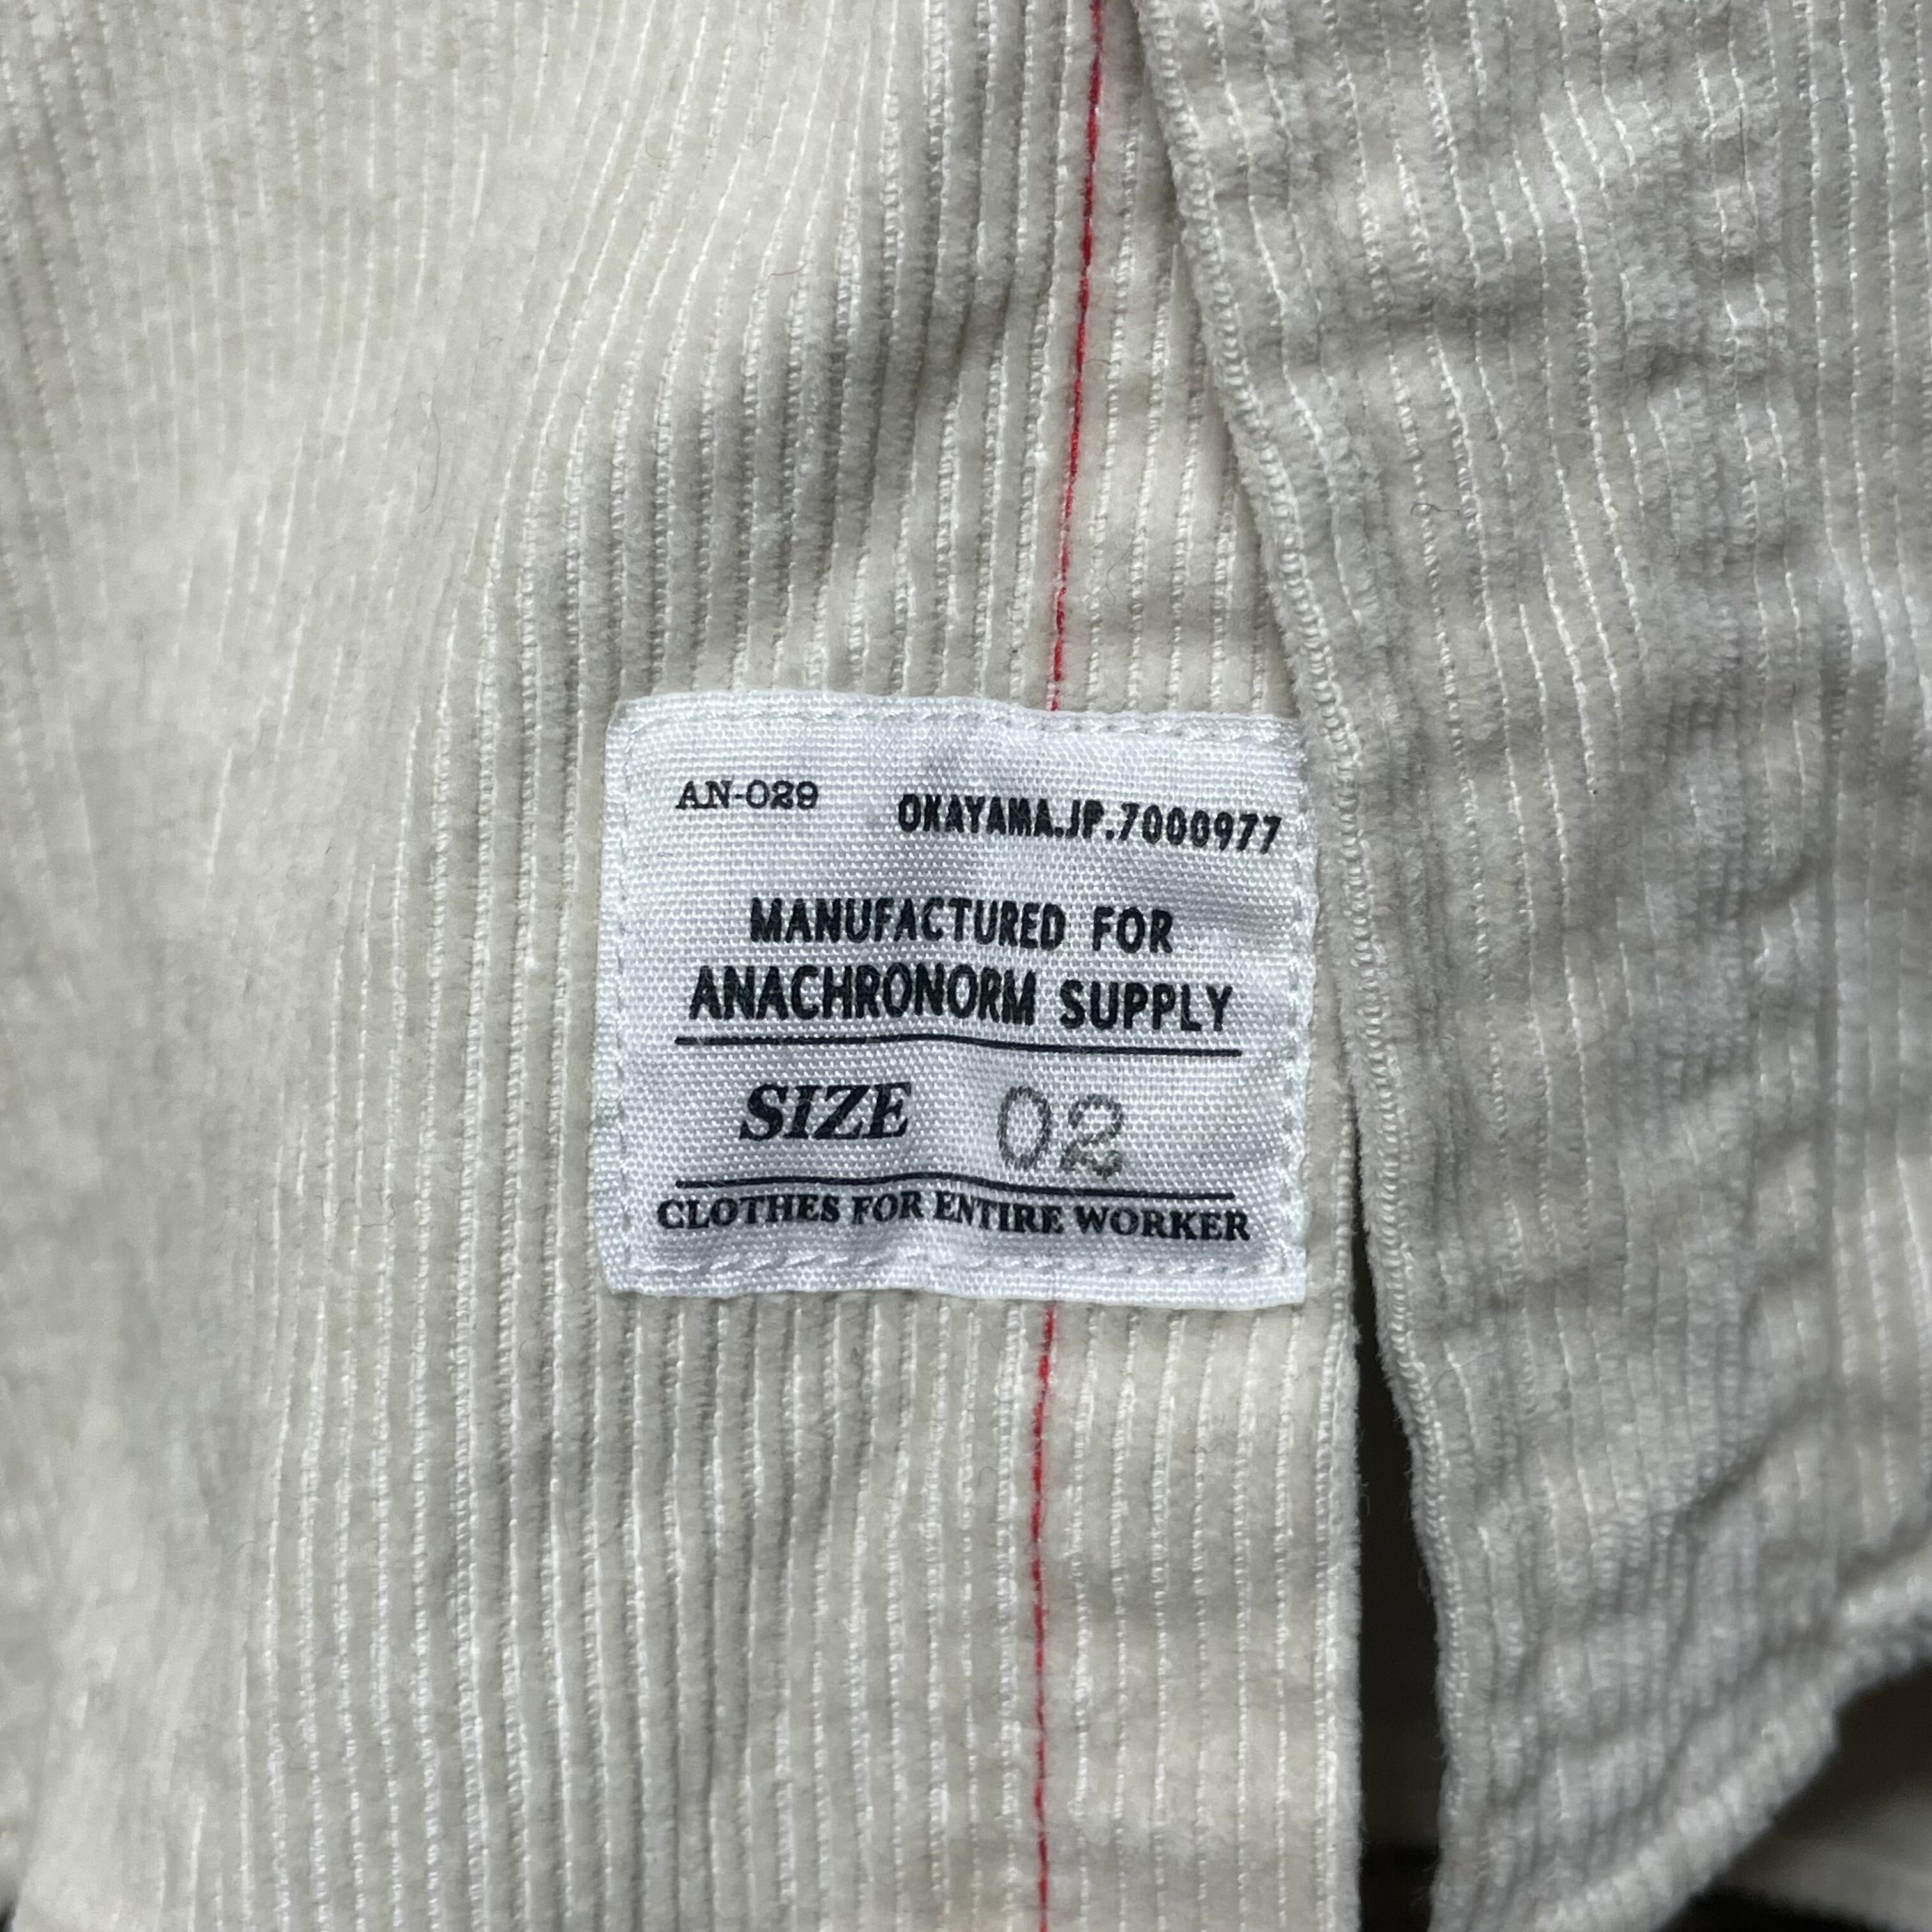 AN-029 OKAYAMA.JP.7000977
MANUFACTURED FOR
ANACHRONORM SUPPLY
SIZE 02
CLOTHES FOR ENTIRE WORKER